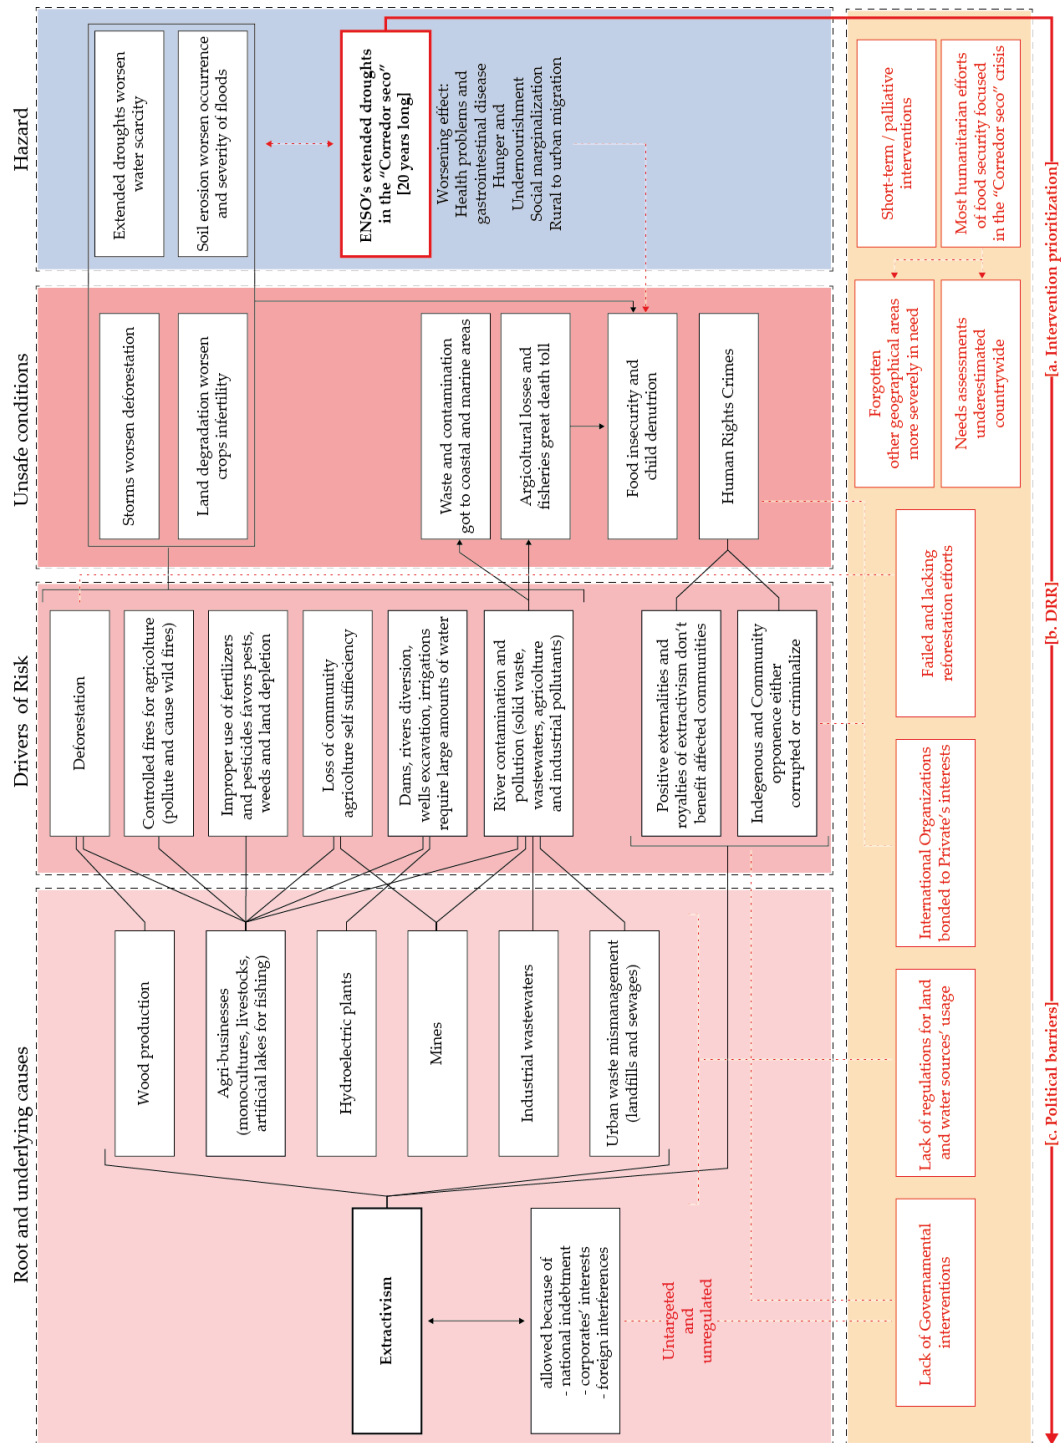 Root and underlying causes
Drivers of Risk
Unsafe conditions
Hazard
Extractivism
allowed because of
- national indebtment
- corporates' interests
- foreign interferences
Untargeted
and
unregulated
Wood production
Agri-businesses
(monocultures, livestocks,
artificial lakes for fishing)
Hydroelectric plants
Mines
Industrial wastewaters
Urban waste mismanagement
(landfills and sewages)
Deforestation
Controlled fires for agriculture
(pollute and cause wild fires)
Improper use of fertilizers
and pesticides favors pests,
weeds and land depletion
Loss of community
agriculture self suffieciency
Dams, rivers diversion,
wells excavation, irrigations
require large amounts of water
River contamination and
pollution (solid waste,
wastewaters, agriculture
and industrial pollutants)
Positive externalities and
royalties of extractivism don't
benefit affected communities
Indegenous and Community
opponence either
corrupted or criminalize
Storms worsen deforestation
Land degradation worsen
crops infertility
Waste and contamination
got to coastal and marine areas
Argicoltural losses and
fisheries great death toll
Food insecurity and
child denutrition
Human Rights Crimes
Extended droughts worsen
water scarcity
Soil erosion worsen occurrence
and severity of floods
ENSO's extended droughts
in the "Corredor seco"
[20 years long]
Worsening effect:
Health problems and
gastrointestinal disease
Hunger and
Undernourishment
Social marginalization
Rural to urban migration
Lack of Governamental
interventions
Lack of regulations for land
and water sources' usage
International Organizations
bonded to Private's interests
Failed and lacking
reforestation efforts
Forgotten
other geographical areas
more severely in need
Needs assessments
underestimated
countrywide
Short-term / palliative
interventions
Most humanitarian efforts
of food security focused
in the "Corredor seco" crisis
[c. Political barriers]
[b. DRR]
[a. Intervention prioritization]